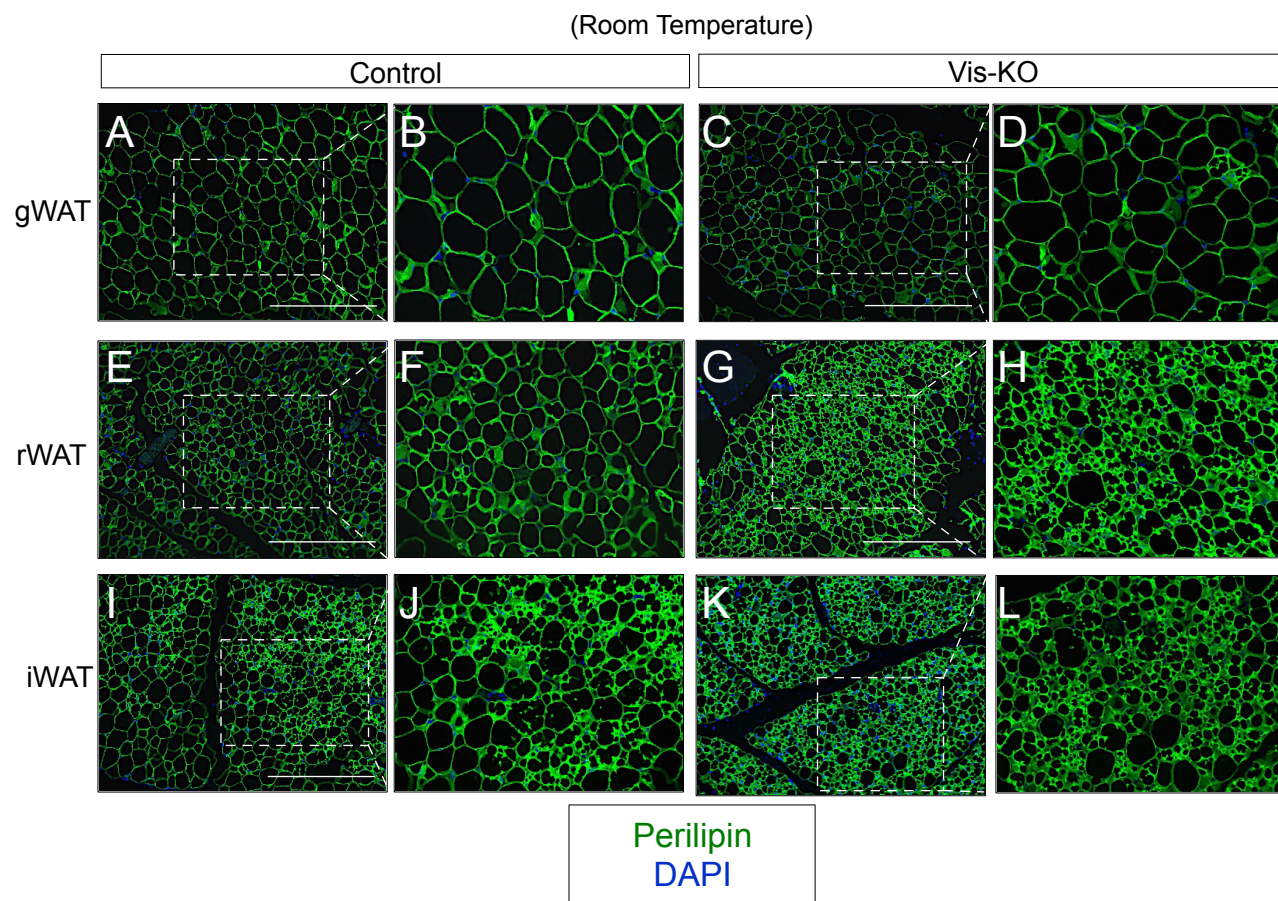 (Room Temperature)
Control
Vis-KO
A
B
C
D
gWAT
E
F
G
H
rWAT
I
J
K
L
iWAT
Perilipin
DAPI